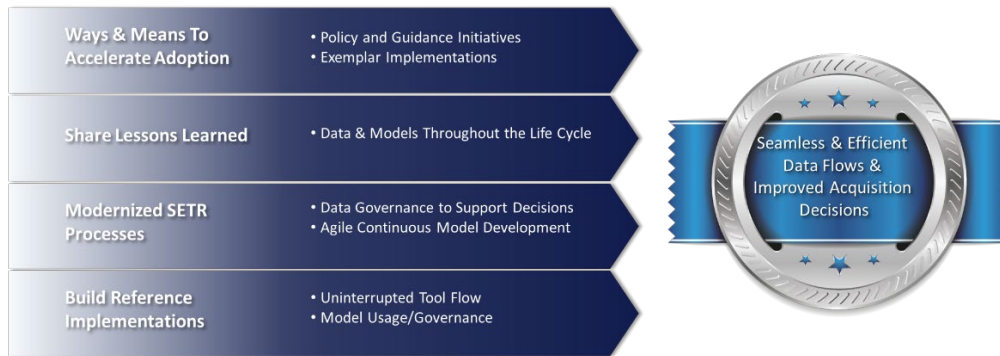 Ways & Means To
Accelerate Adoption
• Policy and Guidance Initiatives
• Exemplar Implementations
Share Lessons Learned
• Data & Models Throughout the Life Cycle
Modernized SETR
Processes
• Data Governance to Support Decisions
• Agile Continuous Model Development
Build Reference
Implementations
• Uninterrupted Tool Flow
• Model Usage/Governance
Seamless & Efficient
Data Flows &
Improved Acquisition
Decisions